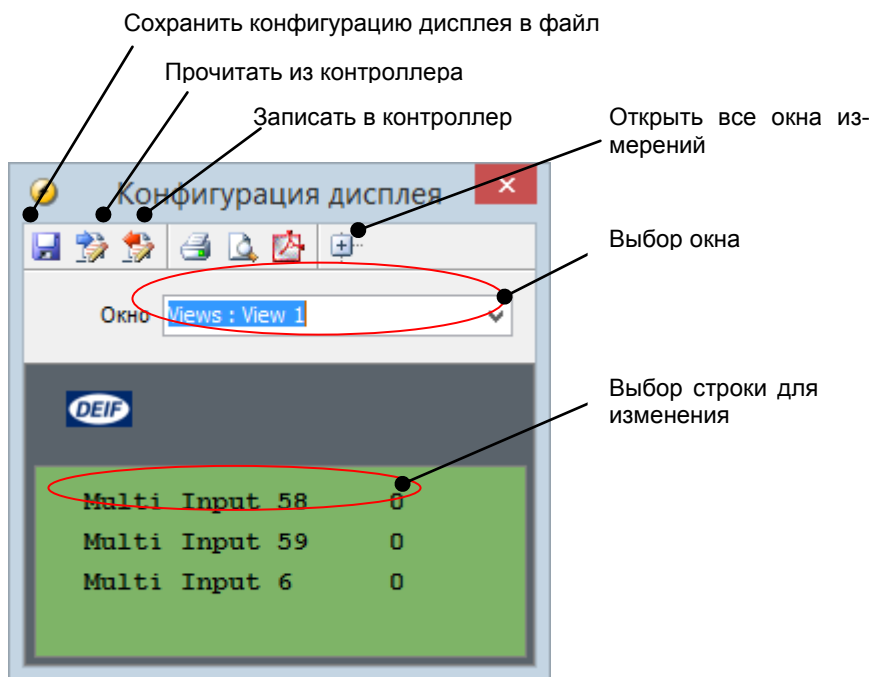 Сохранить конфигурацию дисплея в файл
Прочитать из контроллера
Записать в контроллер
Открыть все окна из-
мерений
Конфигурация дисплея
Выбор окна
Окно Views : View 1
DEIF
Выбор строки для
изменения
Multi Input 58 0
Multi Input 59 0
Multi Input 6 0